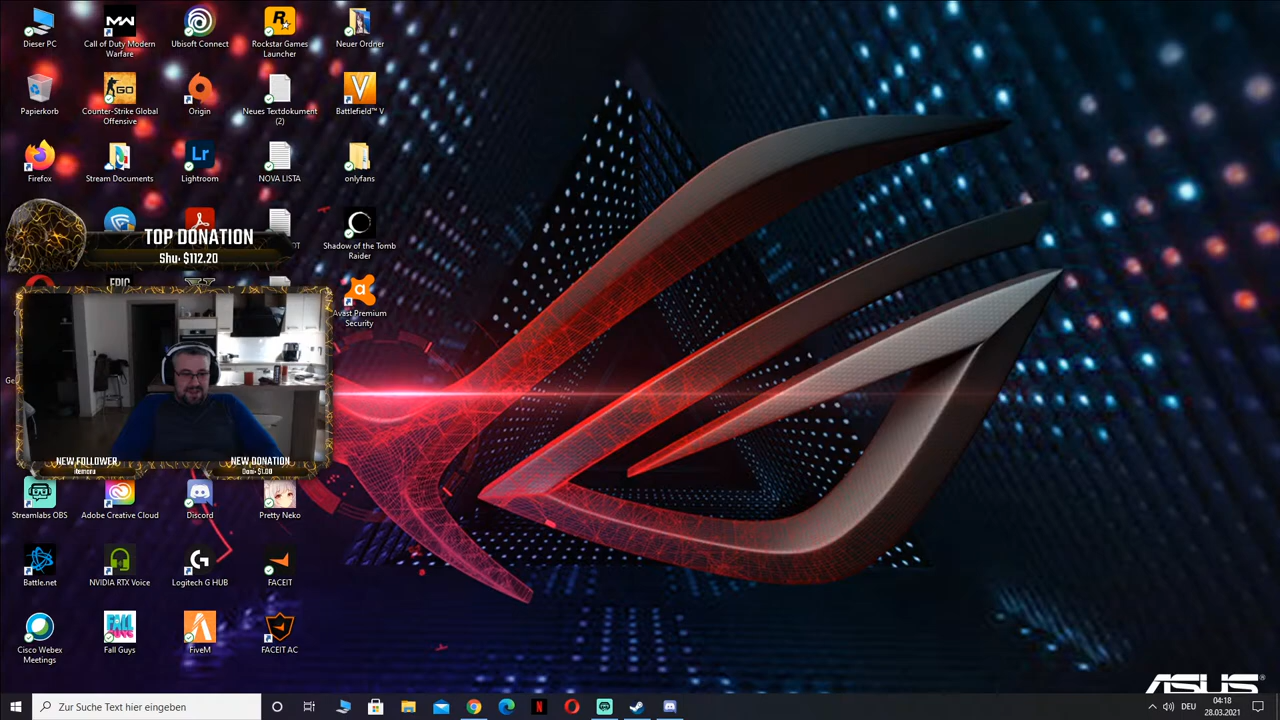 Dieser PC
Call of Duty Modern
Warfare
Ubisoft Connect
Rockstar Games
Launcher
Neuer Ordner
Papierkorb
Counter-Strike Global
Offensive
Origin
Neues Textdokument
(2)
Battlefield™ V
Firefox
Stream Documents
Lightroom
NOVA LISTA
onlyfans
TOP DONATION
Shu: $112.20
Shadow of the Tomb
Raider
EPIC
Avast Premium
Security
NEW FOLLOWER
NEW DONATION
Streamlabs OBS
Adobe Creative Cloud
Discord
Pretty Neko
Battle.net
NVIDIA RTX Voice
Logitech G HUB
FACEIT
Cisco Webex
Meetings
Fall Guys
FiveM
FACEIT AC
ASUS
Zur Suche Text hier eingeben
DEU
04:18
28.03.2021